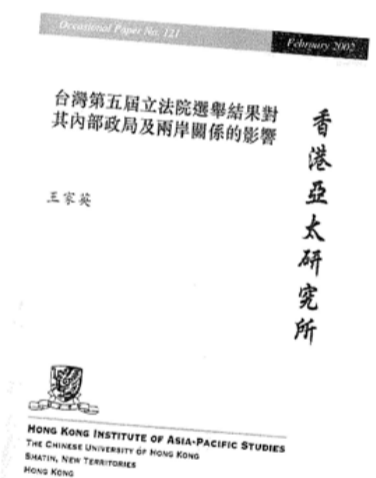 Occasional Paper No. 121
February 2002
台灣第五屆立法院選舉結果對
其內部政局及兩岸關係的影響
王家英
香港亞太研究所
HONG KONG INSTITUTE OF ASIA-PACIFIC STUDIES
THE CHINESE UNIVERSITY OF HONG KONG
SHATIN, NEW TERRITORIES
HONG KONG